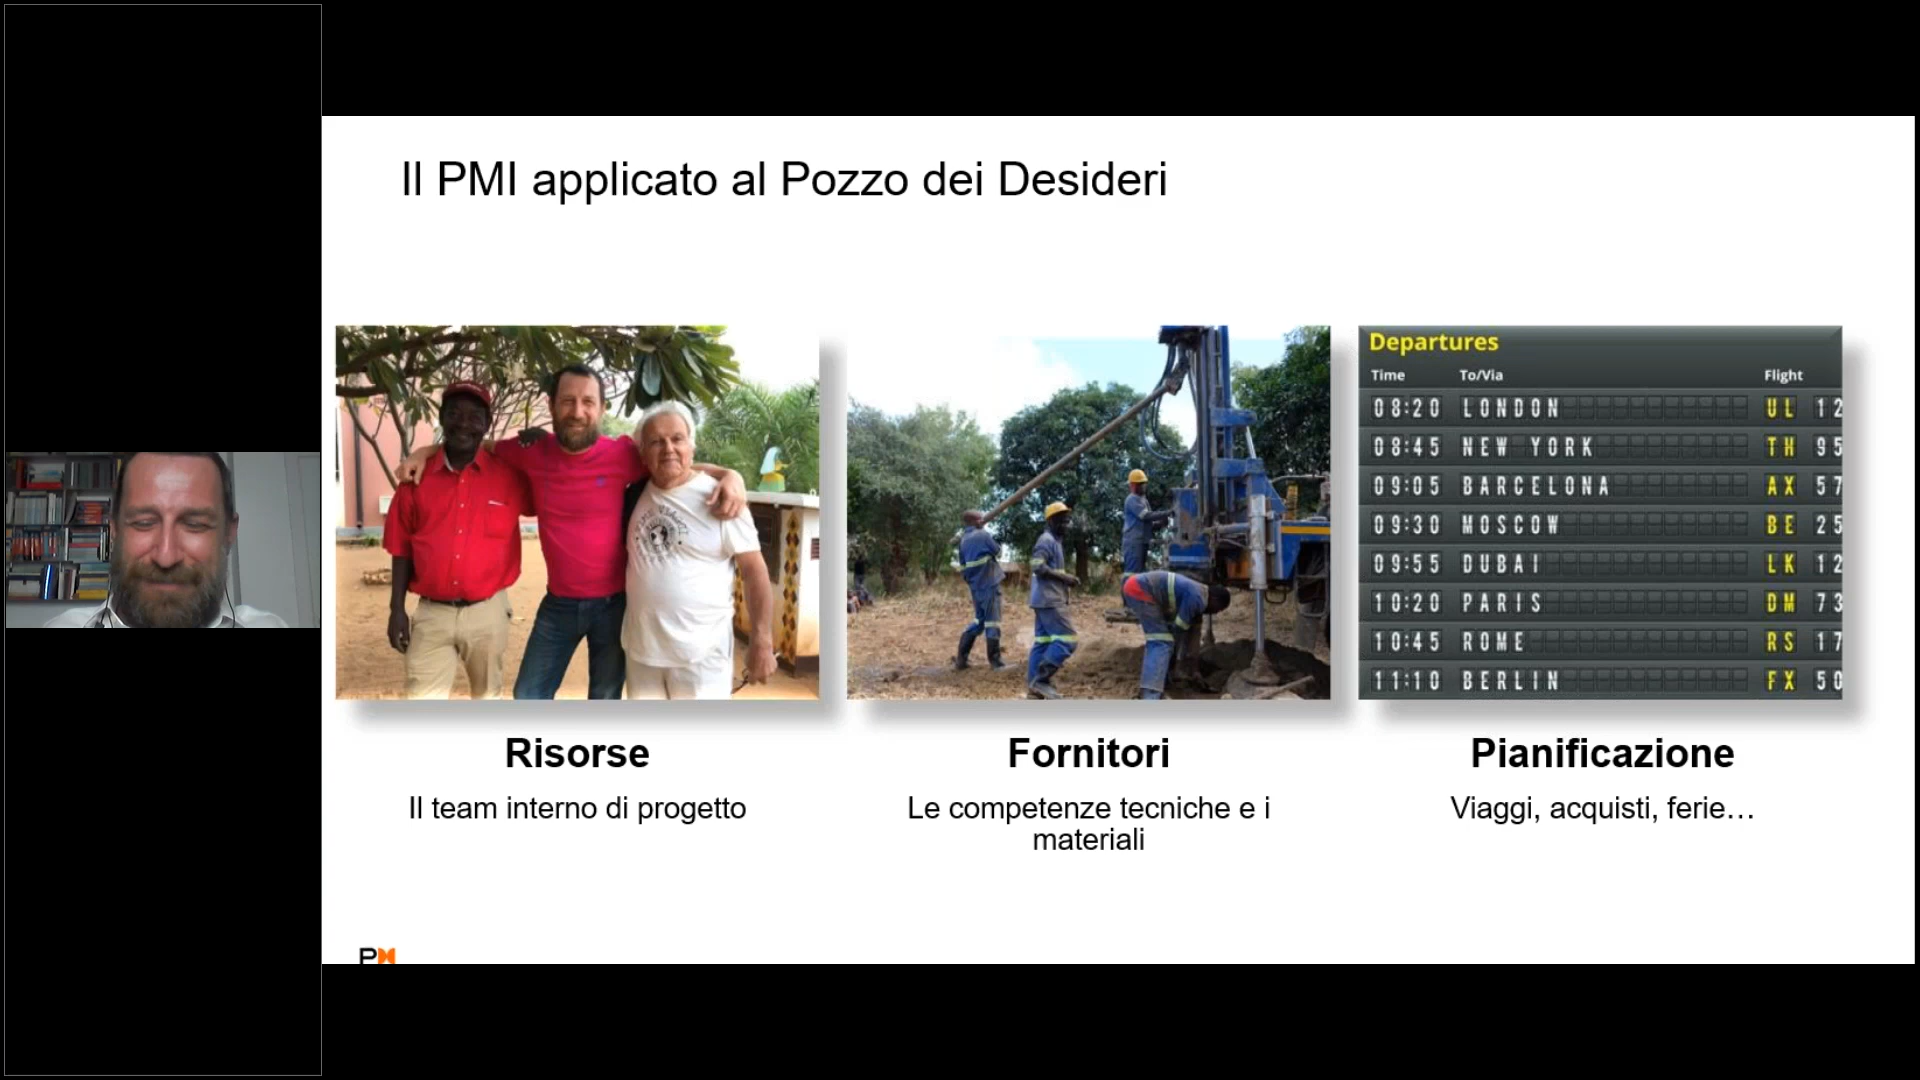 Il PMI applicato al Pozzo dei Desideri
Departures
Time To/Via Flight
08:20 LONDON UL 12
08:45 NEW YORK TH 95
09:05 BARCELONA AX 57
09:30 MOSCOW BE 25
09:55 DUBAI LK 12
10:20 PARIS DM 73
10:45 ROME RS 17
11:10 BERLIN FX 50
Risorse
Il team interno di progetto
Fornitori
Le competenze tecniche e i
materiali
Pianificazione
Viaggi, acquisti, ferie…